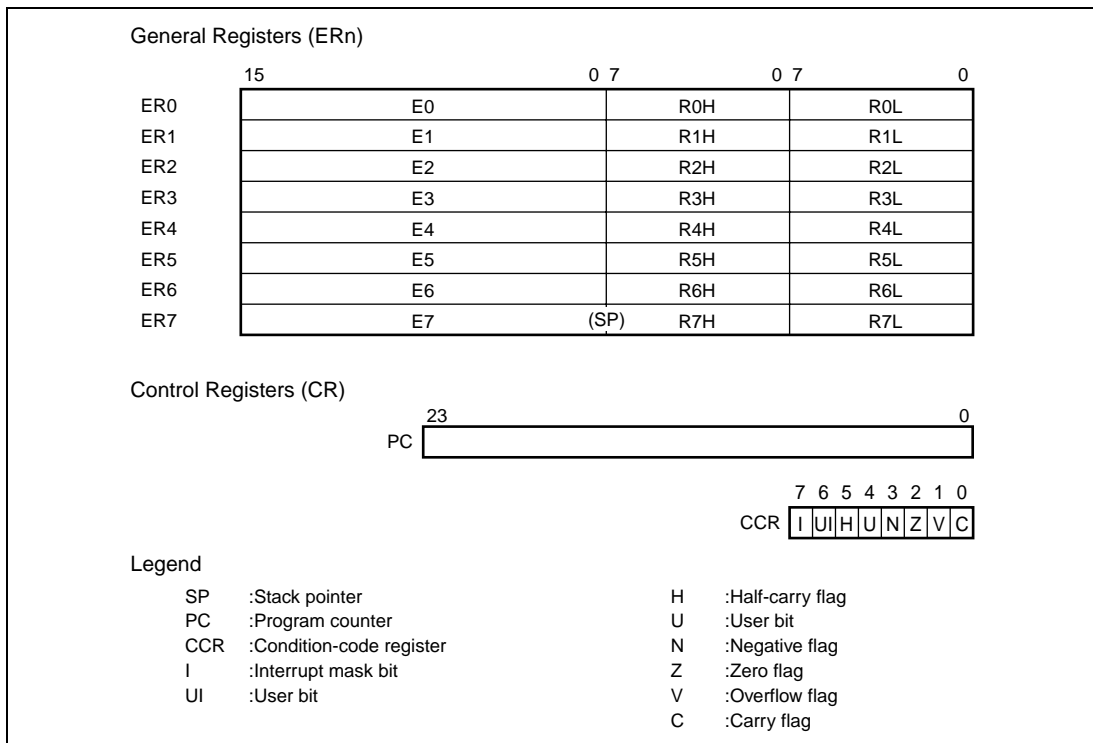 General Registers (ERn)
15 0 7 0 7 0
ER0 E0 R0H R0L
ER1 E1 R1H R1L
ER2 E2 R2H R2L
ER3 E3 R3H R3L
ER4 E4 R4H R4L
ER5 E5 R5H R5L
ER6 E6 R6H R6L
ER7 E7 (SP) R7H R7L
Control Registers (CR)
23 0
PC
7 6 5 4 3 2 1 0
CCR I UI H U N Z V C
Legend
SP :Stack pointer
PC :Program counter
CCR :Condition-code register
I :Interrupt mask bit
UI :User bit
H :Half-carry flag
U :User bit
N :Negative flag
Z :Zero flag
V :Overflow flag
C :Carry flag